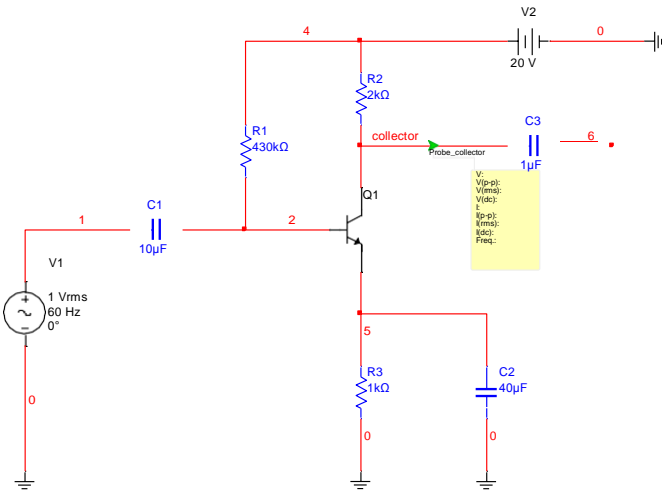 V2
4
0
20 V
R2
2kΩ
C3
R1
430kΩ
collector
6
Probe_collector
1µF
V:
V(p-p):
V(rms):
V(dc):
I:
I(p-p):
I(rms):
I(dc):
Freq.:
Q1
C1
1
2
10µF
V1
1 Vrms
60 Hz
0°
5
R3
1kΩ
C2
40µF
0
0
0